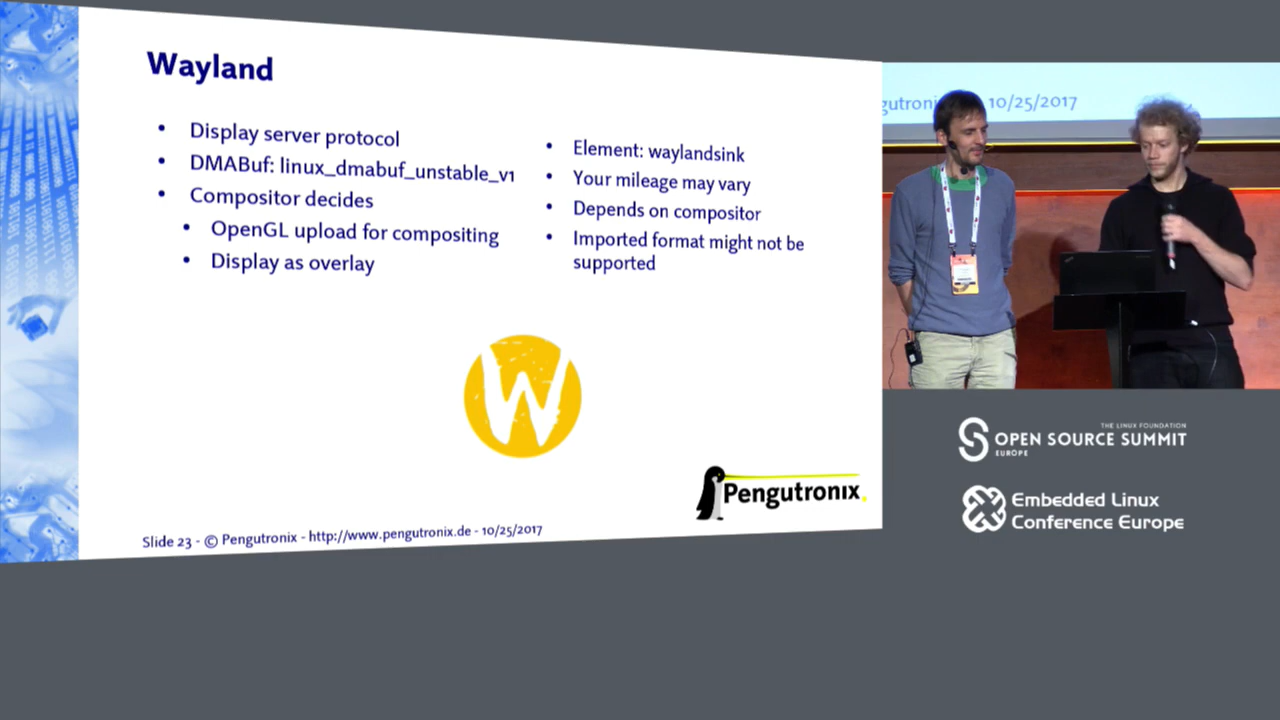 Wayland
Display server protocol
DMABuf: linux_dmabuf_unstable_v1
Compositor decides
OpenGL upload for compositing
Display as overlay
Element: waylandsink
Your mileage may vary
Depends on compositor
Imported format might not be
supported
W
Pengutronix
Slide 23 - © Pengutronix - http://www.pengutronix.de - 10/25/2017
gutroni 10/25/2017
THE LINUX FOUNDATION
OPEN SOURCE SUMMIT
EUROPE
Embedded Linux
Conference Europe